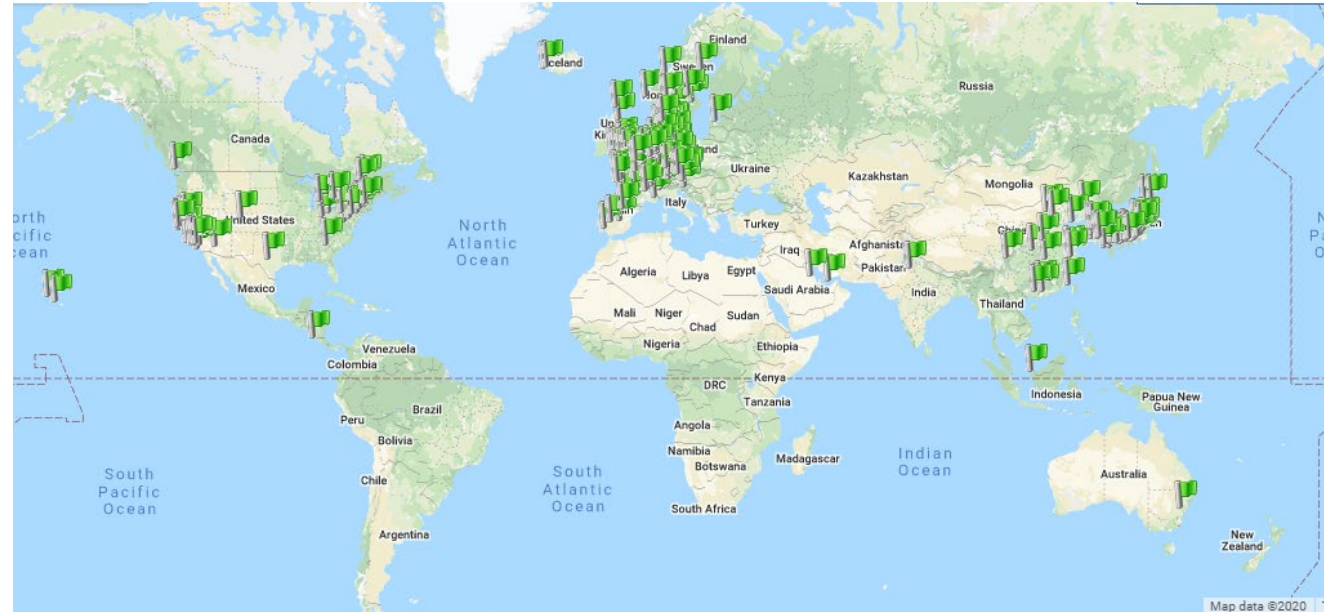 Finland
celand
Russia
Canada
Ukraine
Kazakhstan
Mongolia
Italy
North
Atlantic
Ocean
United States
Turkey
Iraq
Afghanista
Pakistan
Algeria
Libya
Egypt
Saudi Arabia
India
Thailand
Mexico
Mali
Niger
Chad
Sudan
Nigeria
Ethiopia
Venezuela
Colombia
DRC
Kenya
Tanzania
Indonesia
Papua New
Guinea
Brazil
Peru
Angola
Bolivia
Namibia
Botswana
Madagascar
Indian
Ocean
South
Pacific
Ocean
South
Atlantic
Ocean
Chile
Australia
South Africa
Argentina
New
Zealand
Map data ©2020